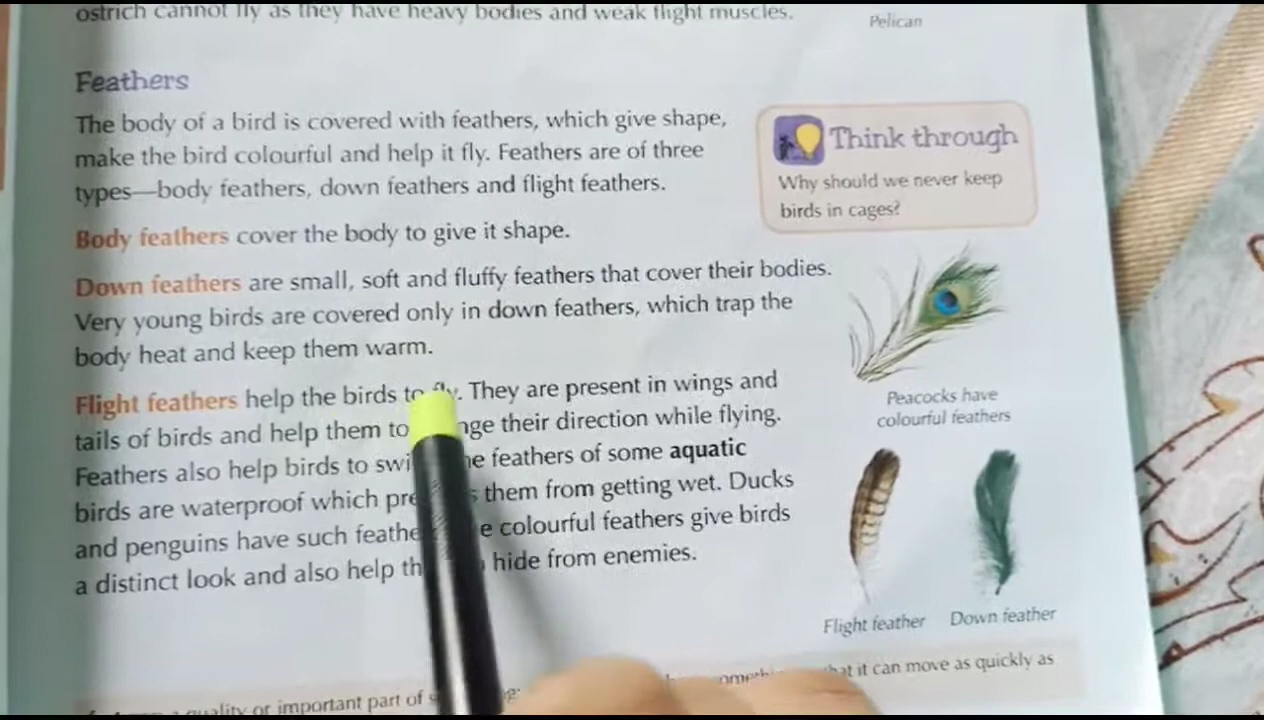 ostrich cannot fly as they have heavy bodies and weak flight muscles.
Pelican
Feathers
The body of a bird is covered with feathers, which give shape,
make the bird colourful and help it fly. Feathers are of three
types—body feathers, down feathers and flight feathers.
Body feathers cover the body to give it shape.
Down feathers are small, soft and fluffy feathers that cover their bodies.
Very young birds are covered only in down feathers, which trap the
body heat and keep them warm.
Flight feathers help the birds to fly. They are present in wings and
tails of birds and help them to their direction while flying.
Feathers also help birds to feathers of some aquatic
birds are waterproof which them from getting wet. Ducks
and penguins have such colourful feathers give birds
a distinct look and also help hide from enemies.
Think through
Why should we never keep
birds in cages?
Peacocks have
colourful feathers
Flight feather
Down feather
quality or important part of
that it can move as quickly as